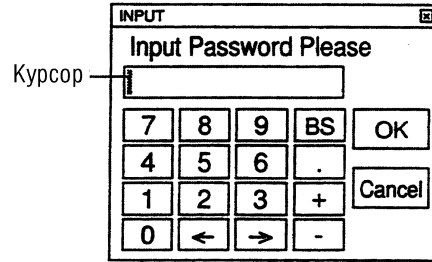 INPUT
Input Password Please
Курсор
7 8 9 BS OK
4 5 6 .
1 2 3 + Cancel
0 ← → -